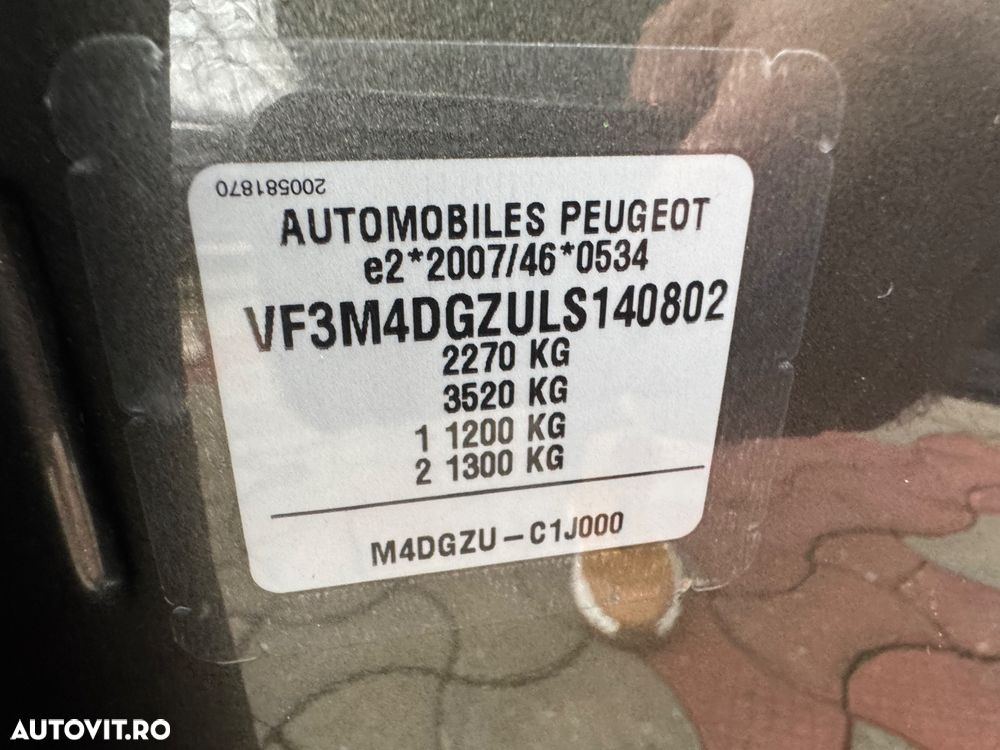 200581870
AUTOMOBILES PEUGEOT
e2*2007/46*0534
VF3M4DGZULS140802
2270 KG
3520 KG
1 1200 KG
2 1300 KG
M4DGZU-C1J000
AUTOVIT.RO